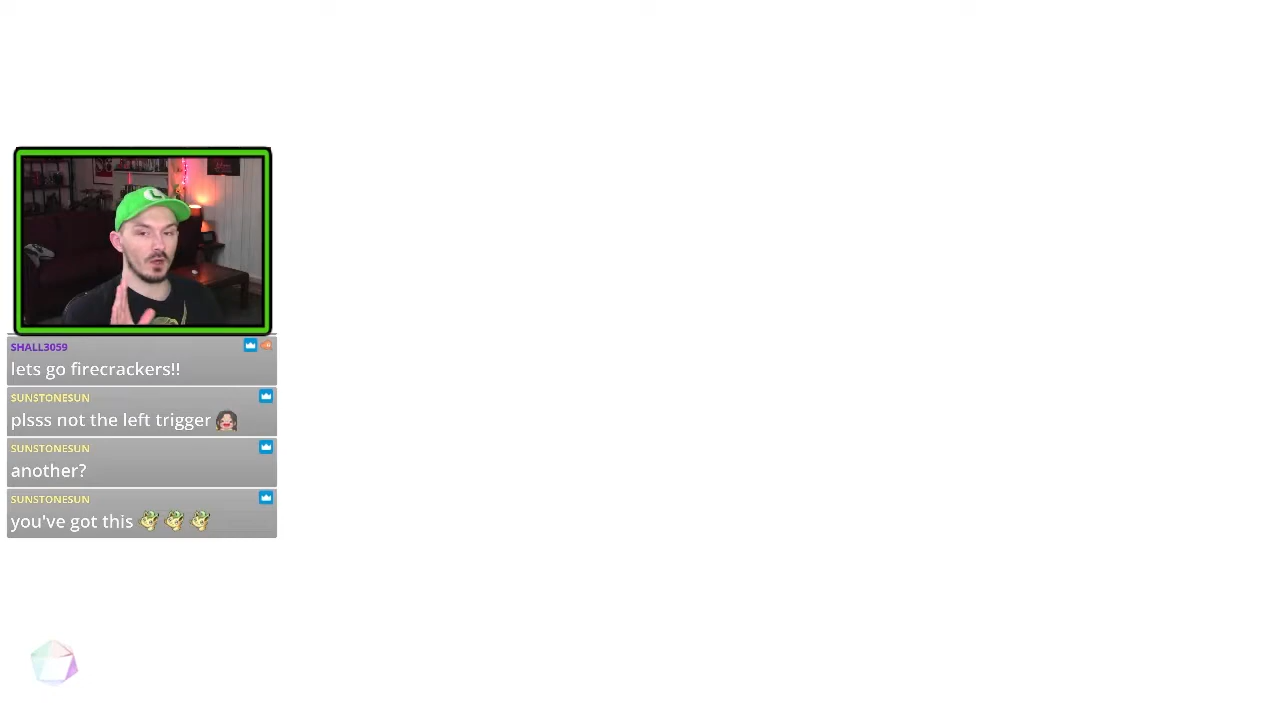 SHALL3059
lets go firecrackers!!
SUNSTONESUN
plsss not the left trigger
SUNSTONESUN
another?
SUNSTONESUN
you've got this